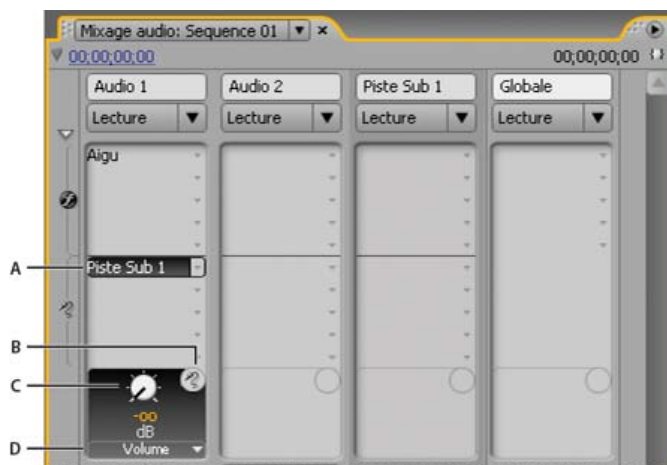 Mixage audio: Sequence 01
00;00;00;00 00;00;00;00
Audio 1 Audio 2 Piste Sub 1 Globale
Lecture Lecture Lecture Lecture
Aigu
A Piste Sub 1
B
C
-oo
dB
D Volume